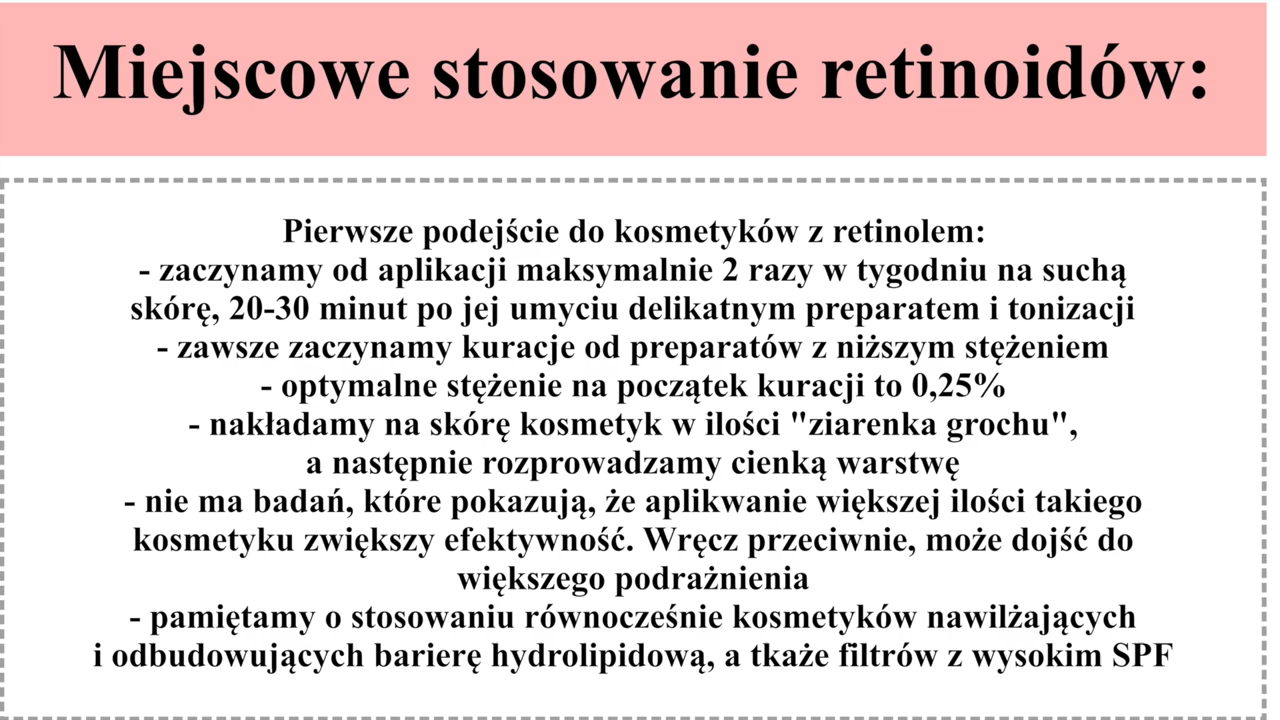 Miejscowe stosowanie retinoidów:
Pierwsze podejście do kosmetyków z retinolem:
- zaczynamy od aplikacji maksymalnie 2 razy w tygodniu na suchą
skórę, 20-30 minut po jej umyciu delikatnym preparatem i tonizacji
- zawsze zaczynamy kuracje od preparatów z niższym stężeniem
- optymalne stężenie na początek kuracji to 0,25%
- nakładamy na skórę kosmetyk w ilości "ziarenka grochu",
a następnie rozprowadzamy cienką warstwę
- nie ma badań, które pokazują, że aplikwanie większej ilości takiego
kosmetyku zwiększy efektywność. Wręcz przeciwnie, może dojść do
większego podrażnienia
- pamiętamy o stosowaniu równocześnie kosmetyków nawilżających
i odbudowujących barierę hydrolipidową, a tkaże filtrów z wysokim SPF